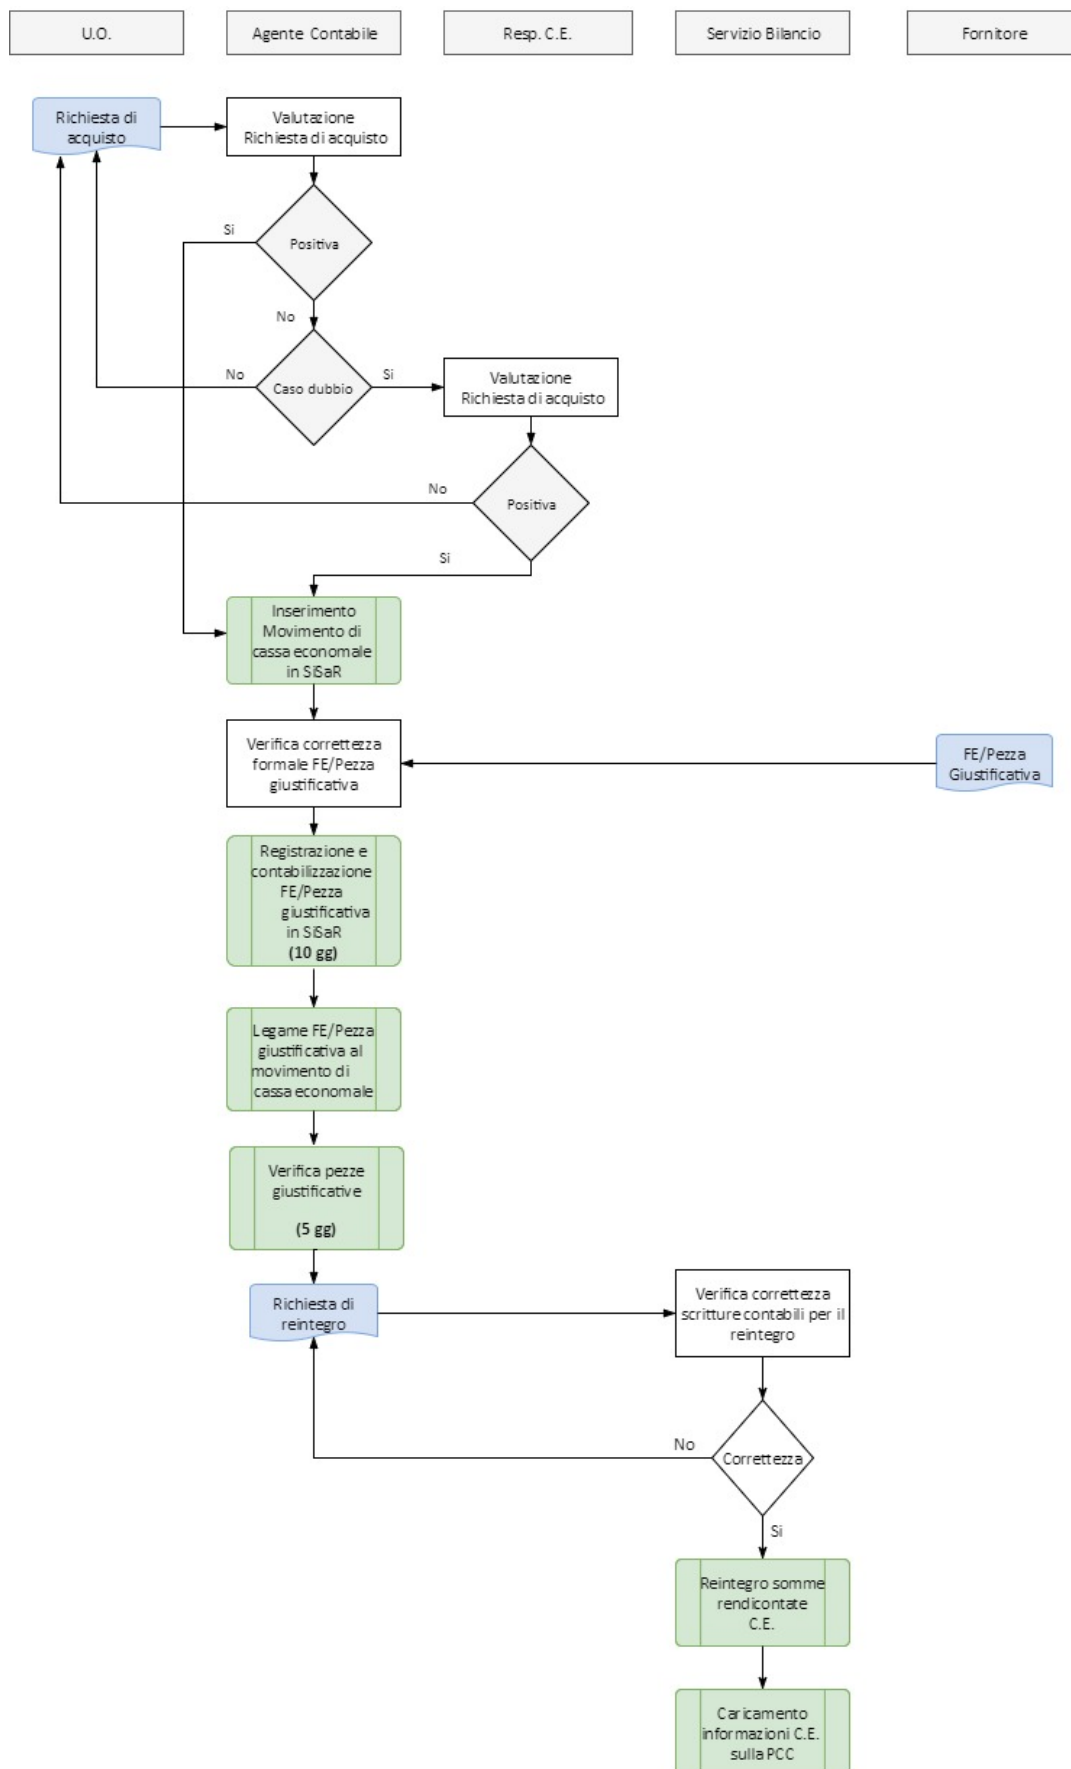 U.O.
Agente Contabile
Resp. C.E.
Servizio Bilancio
Fornitore
Richiesta di
acquisto
Valutazione
Richiesta di acquisto
Si
Positiva
No
No
Caso dubbio
Si
Valutazione
Richiesta di acquisto
No
Positiva
Si
Inserimento
Movimento di
cassa economale
in SiSaR
Verifica correttezza
formale FE/Pezza
giustificativa
FE/Pezza
Giustificativa
Registrazione e
contabilizzazione
FE/Pezza
giustificativa
in SiSaR
(10 gg)
Legame FE/Pezza
giustificativa al
movimento di
cassa economale
Verifica pezze
giustificative
(5 gg)
Richiesta di
reintegro
Verifica correttezza
scritture contabili per il
reintegro
No
Correttezza
Si
Reintegro somme
rendicontate
C.E.
Caricamento
informazioni C.E.
sulla PCC